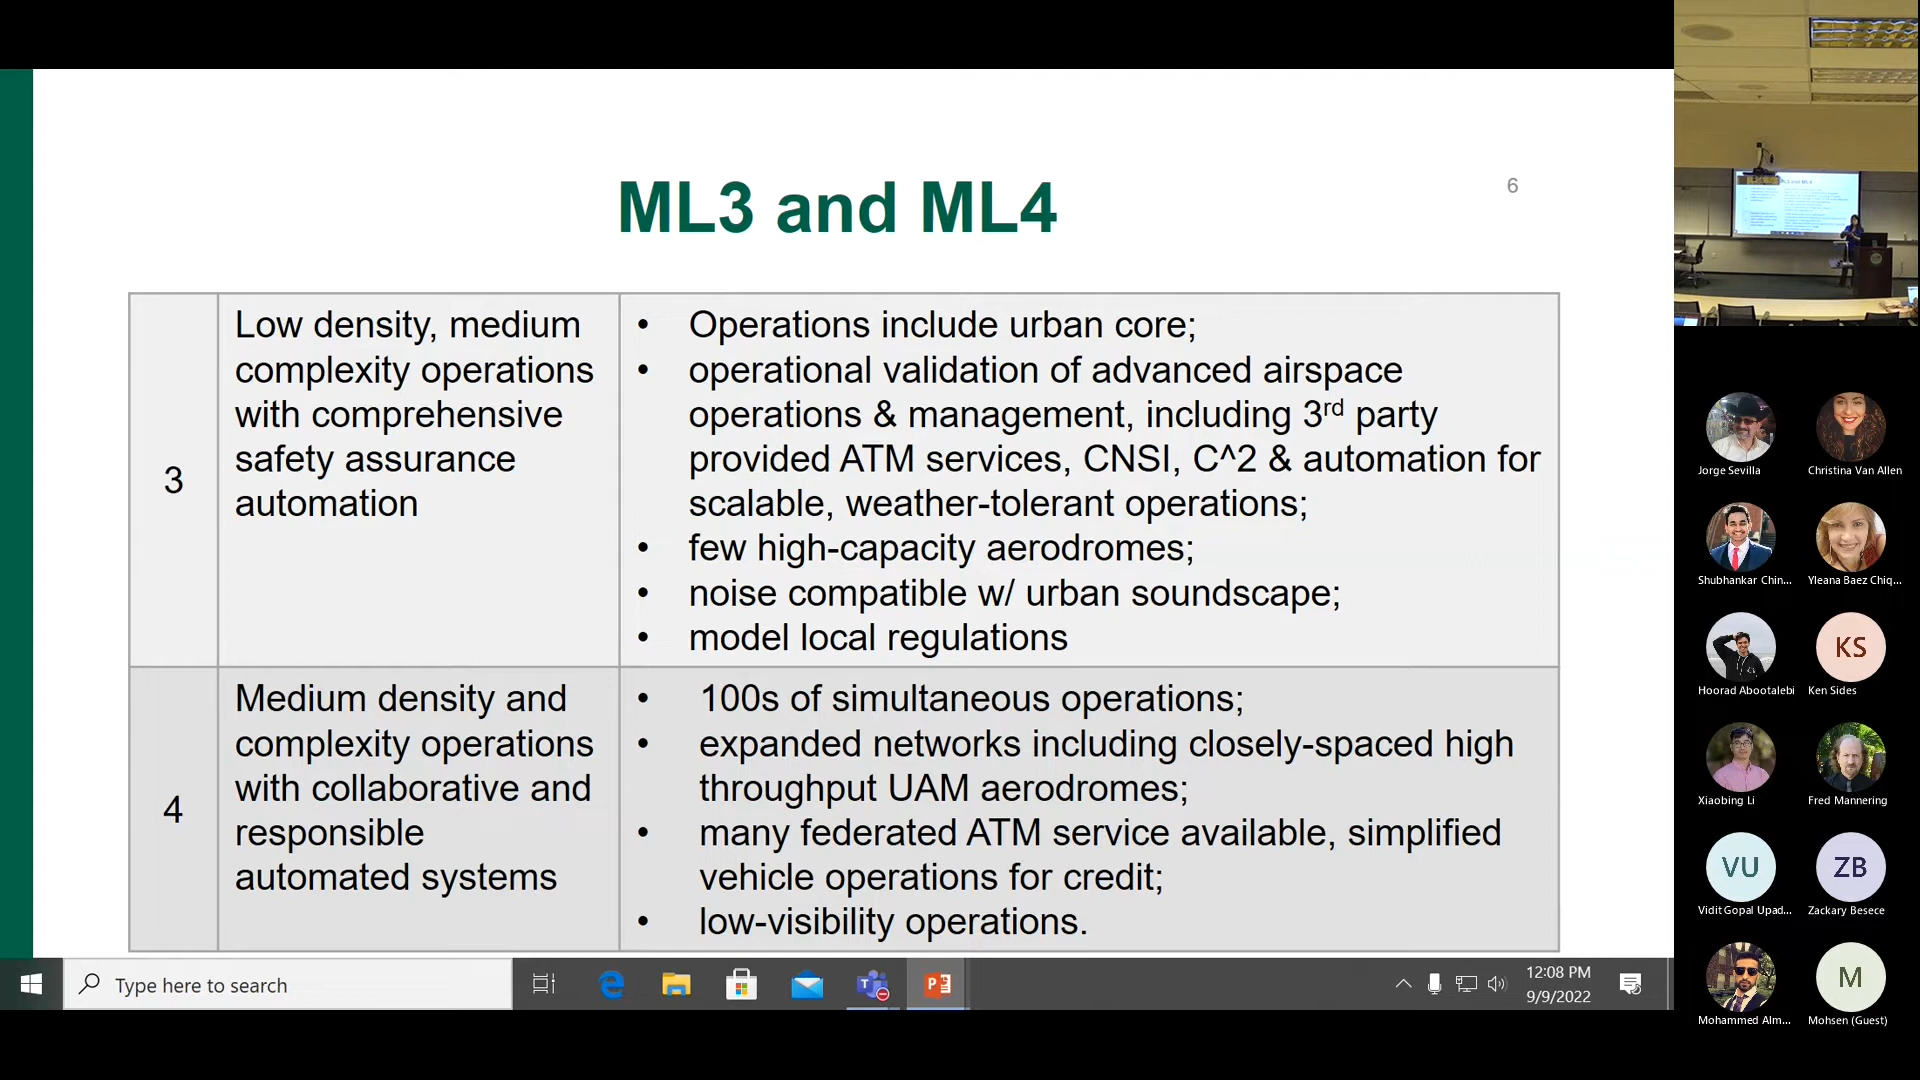 ML3 and ML4
6
3
Low density, medium
complexity operations
with comprehensive
safety assurance
automation
• Operations include urban core;
• operational validation of advanced airspace
operations & management, including 3rd party
provided ATM services, CNSI, C^2 & automation for
scalable, weather-tolerant operations;
• few high-capacity aerodromes;
• noise compatible w/ urban soundscape;
• model local regulations
4
Medium density and
complexity operations
with collaborative and
responsible
automated systems
• 100s of simultaneous operations;
• expanded networks including closely-spaced high
throughput UAM aerodromes;
• many federated ATM service available, simplified
vehicle operations for credit;
• low-visibility operations.
Type here to search
12:08 PM
9/9/2022
Jorge Sevilla
Christina Van Allen
Shubhankar Chin...
Yleana Baez Chiq...
Hoorad Abootalebi
KS
Ken Sides
Xiaobing Li
Fred Mannering
VU
Vidit Gopal Upad...
ZB
Zackary Besece
Mohammed Alm...
M
Mohsen (Guest)